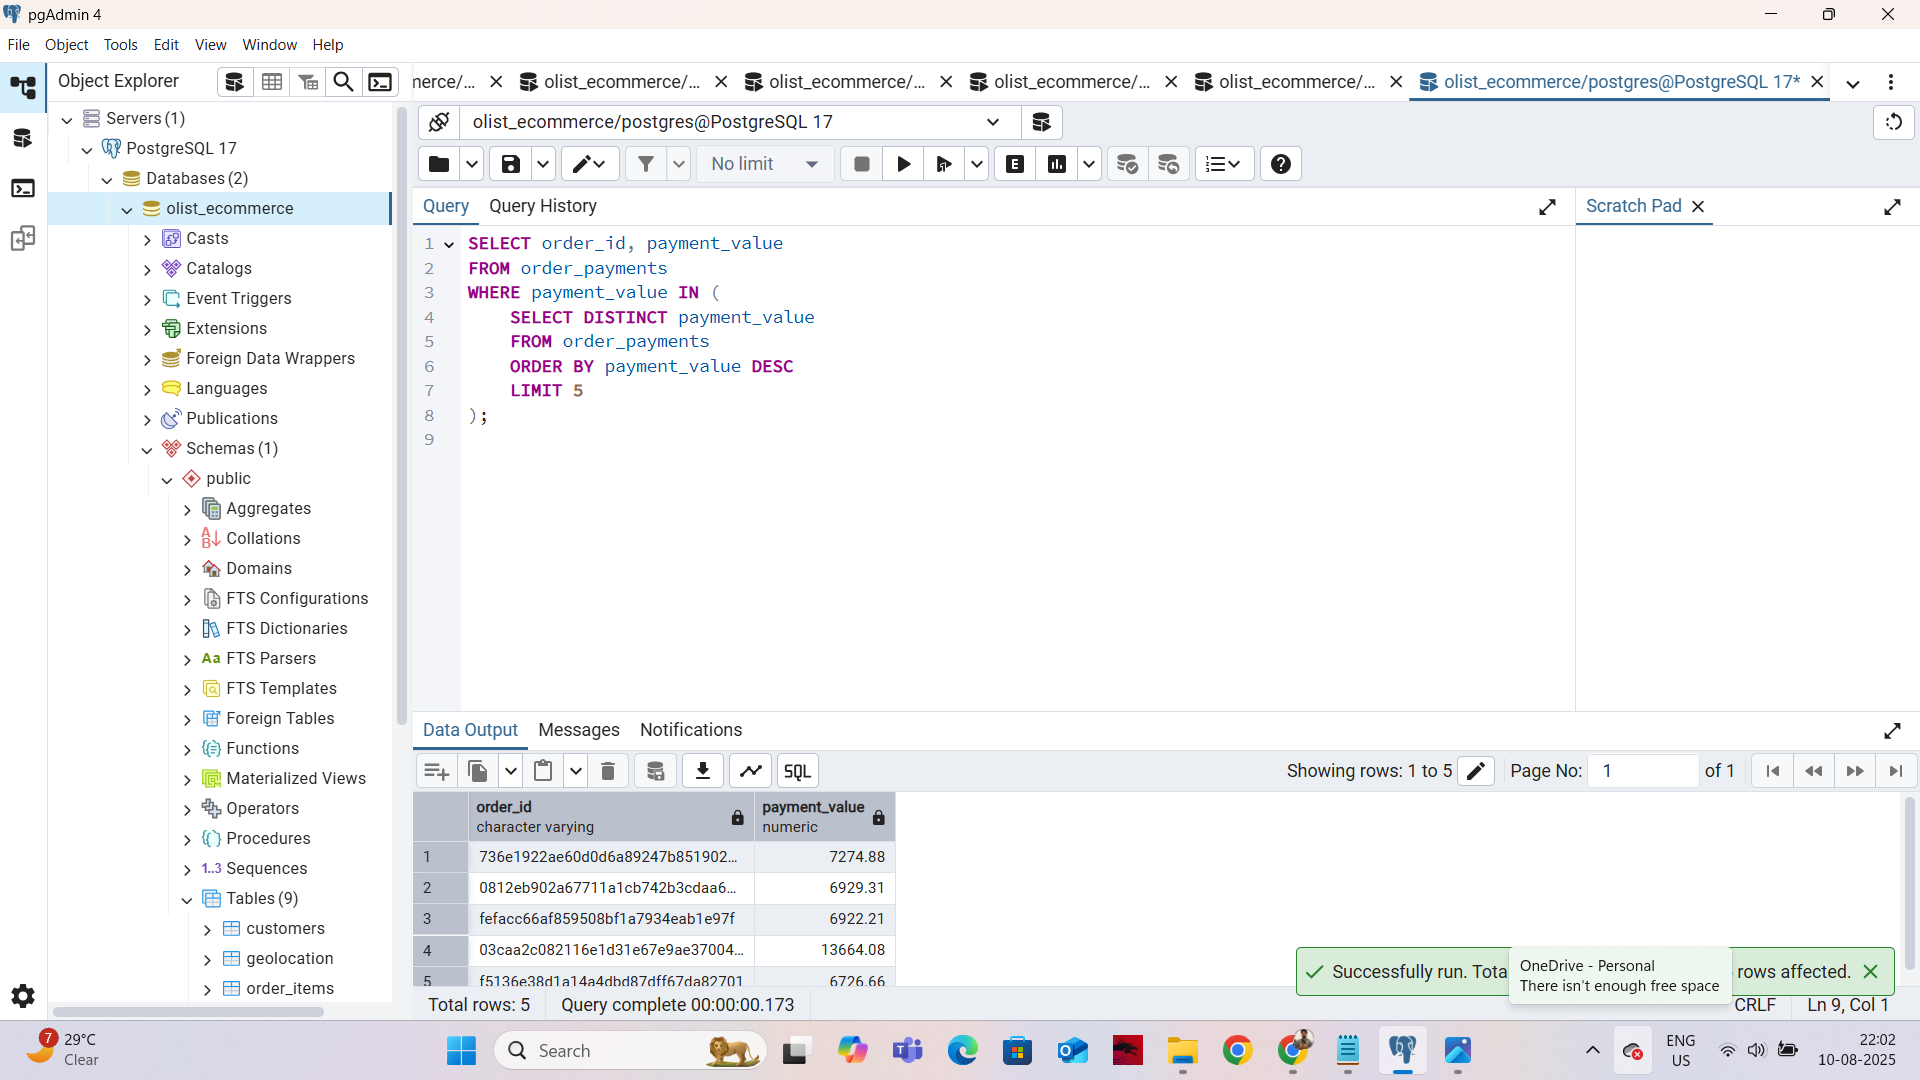 pgAdmin 4
File Object Tools Edit View Window Help
Object Explorer
merce/...
olist_ecommerce/...
olist_ecommerce/...
olist_ecommerce/...
olist_ecommerce/...
olist_ecommerce/postgres@PostgreSQL 17*
olist_ecommerce/postgres@PostgreSQL 17
No limit
E
Query Query History
Scratch Pad
Servers (1)
PostgreSQL 17
Databases (2)
olist_ecommerce
Casts
Catalogs
Event Triggers
Extensions
Foreign Data Wrappers
Languages
Publications
Schemas (1)
public
Aggregates
Collations
Domains
FTS Configurations
FTS Dictionaries
Aa FTS Parsers
FTS Templates
Foreign Tables
Functions
Materialized Views
Operators
Procedures
1..3 Sequences
Tables (9)
customers
geolocation
order_items
1 SELECT order_id, payment_value
2 FROM order_payments
3 WHERE payment_value IN (
4 SELECT DISTINCT payment_value
5 FROM order_payments
6 ORDER BY payment_value DESC
7 LIMIT 5
8 );
9
Data Output Messages Notifications
SQL
Showing rows: 1 to 5
Page No: 1 of 1
order_id payment_value
character varying numeric
1 736e1922ae60d0d6a89247b851902... 7274.88
2 0812eb902a67711a1cb742b3cdaa6... 6929.31
3 fefacc66af859508bf1a7934eab1e97f 6922.21
4 03caa2c082116e1d31e67e9ae37004... 13664.08
5 f5136e38d1a14a4dbd87dff67da82701 6726.66
Successfully run. Tota rows affected.
OneDrive - Personal
There isn't enough free space
Total rows: 5 Query complete 00:00:00.173
CRLF Ln 9, Col 1
7
29°C
Clear
Search
ENG
US
22:02
10-08-2025